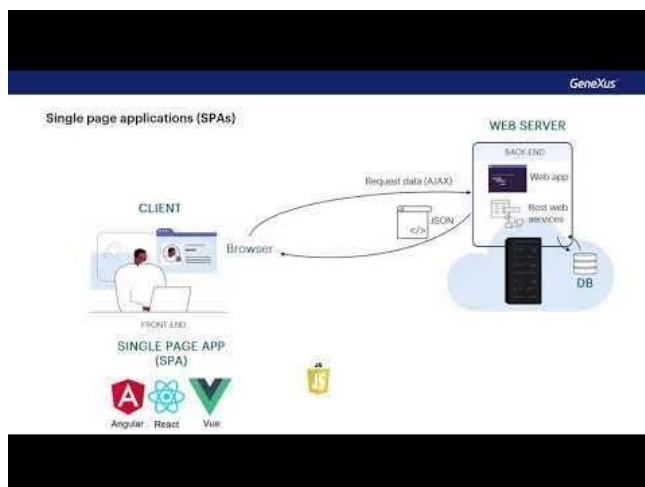 GeneXus
Single page applications (SPAs)
WEB SERVER
BACK-END
Web app
Rest web
services
DB
Request data (AJAX)
JSON
</>
CLIENT
Browser
FRONT-END
SINGLE PAGE APP
(SPA)
JS
JS
A
Angular React Vue